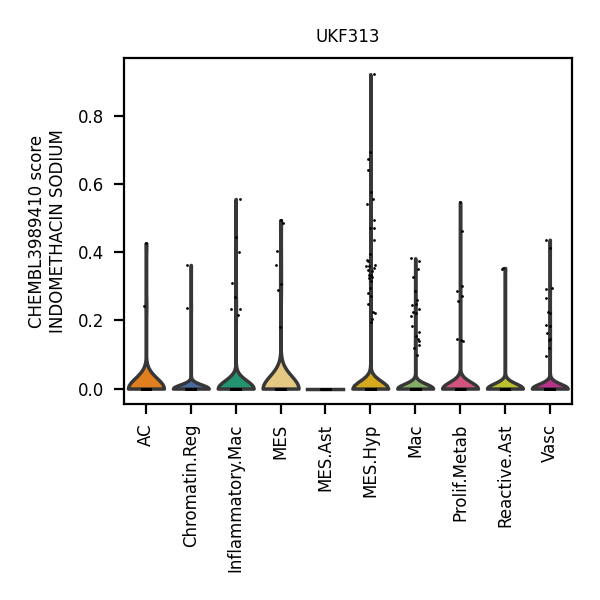 UKF313
CHEMBL3989410 score
INDOMETHACIN SODIUM
0.8
0.6
0.4
0.2
0.0
AC
Chromatin.Reg
Inflammatory.Mac
MES
MES.Ast
MES.Hyp
Mac
Prolif.Metab
Reactive.Ast
Vasc